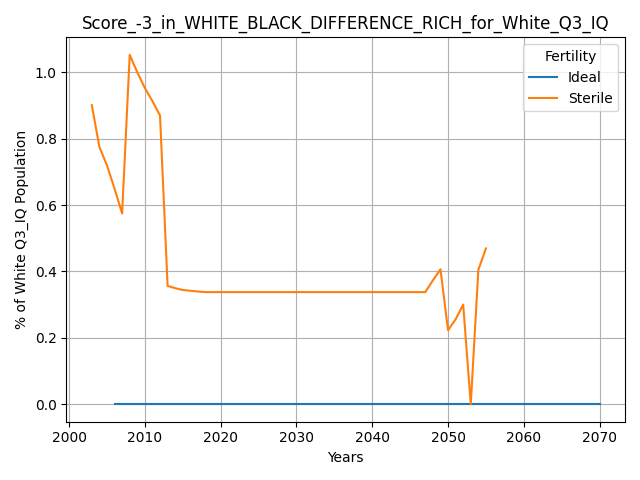 Score_-3_in_WHITE_BLACK_DIFFERENCE_RICH_for_White_Q3_IQ
Fertility
Ideal
Sterile
% of White Q3_IQ Population
1.0
0.8
0.6
0.4
0.2
0.0
2000 2010 2020 2030 2040 2050 2060 2070
Years